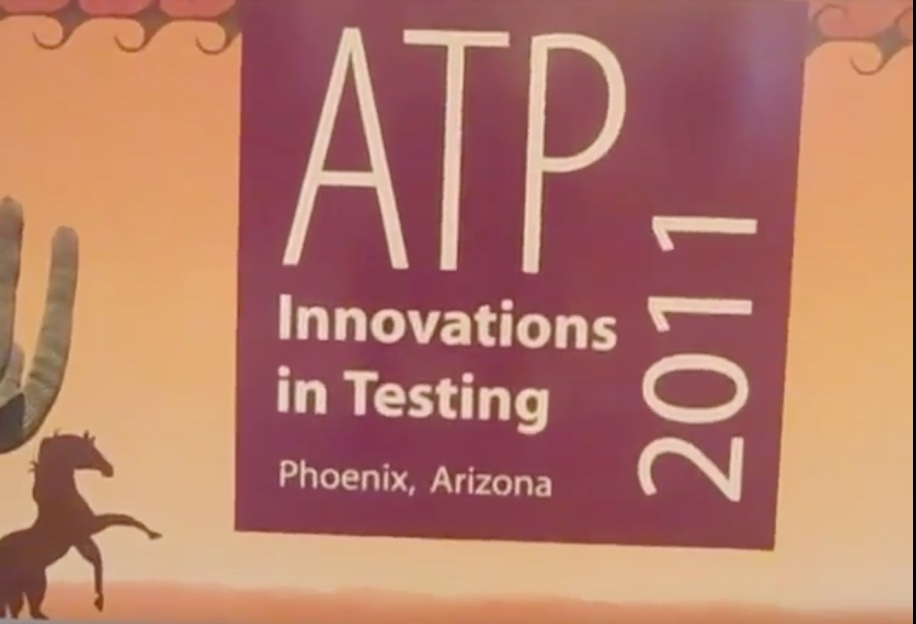 ATP
Innovations
in Testing
Phoenix, Arizona
2011